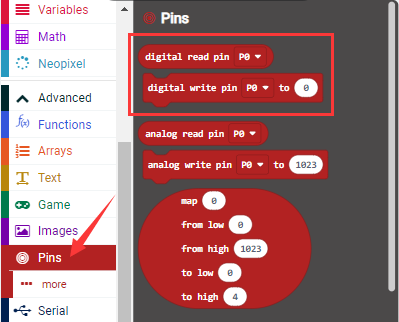 Variables
Math
Neopixel
Advanced
Functions
Arrays
Text
Game
Images
Pins
more
Serial
Pins
digital read pin P0
digital write pin P0 to 0
analog read pin P0
analog write pin P0 to 1023
map 0
from low 0
from high 1023
to low 0
to high 4